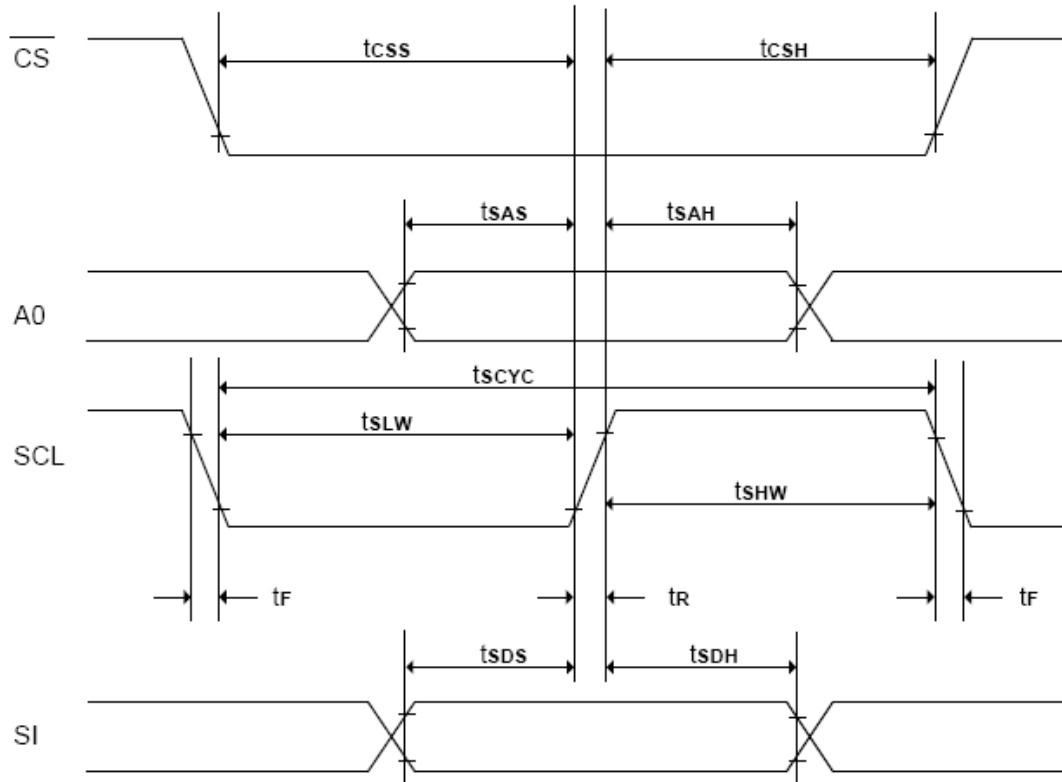 CS
tCSS
tCSH
tSAS
tSAH
A0
tSCYC
tSLW
SCL
tSHW
tF
tR
tF
tSDS
tSDH
SI